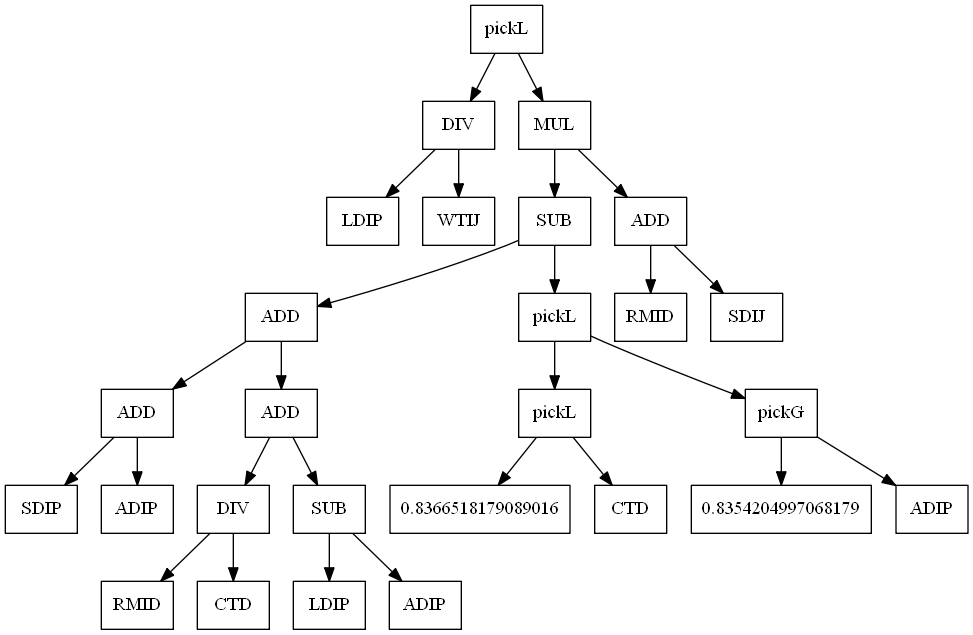 pickL
DIV
MUL
LDIP
WTIJ
SUB
ADD
ADD
pickL
RMID
SDIJ
ADD
ADD
pickL
pickG
SDIP
ADIP
DIV
SUB
0.8366518179089016
CTD
0.8354204997068179
ADIP
RMID
CTD
LDIP
ADIP